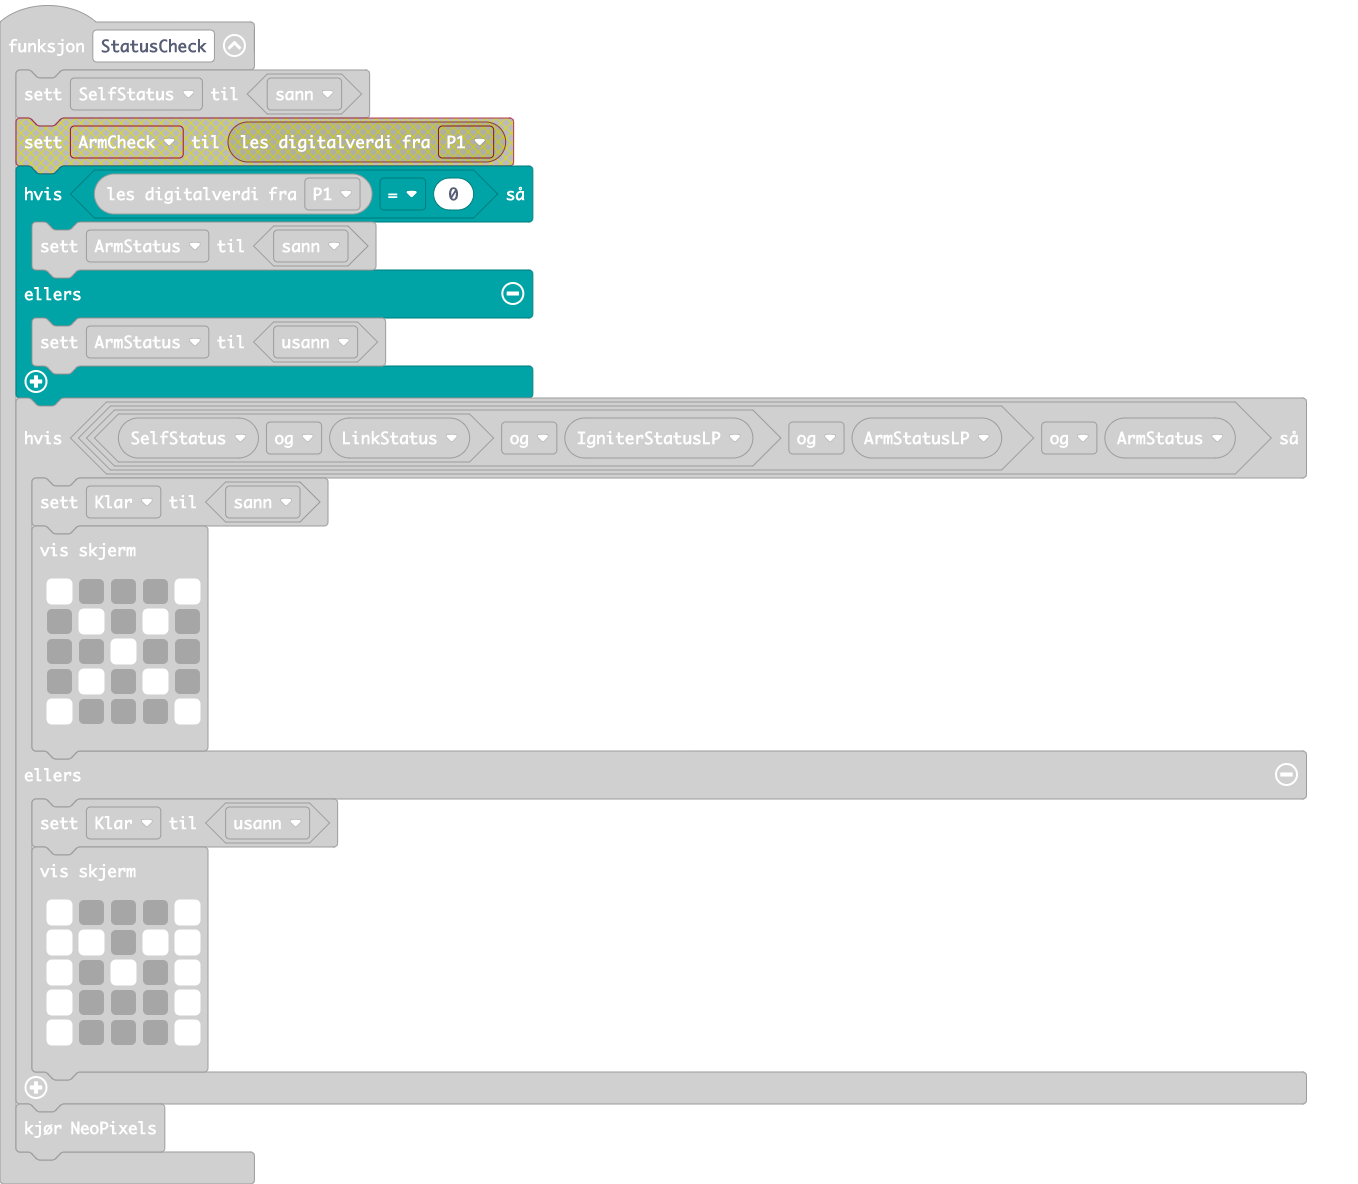 funksjon StatusCheck
sett SelfStatus til sann
sett ArmCheck til les digitalverdi fra P1
hvis les digitalverdi fra P1 = 0 så
sett ArmStatus til sann
ellers
sett ArmStatus til usann
hvis SelfStatus og LinkStatus og IgniterStatusLP og ArmStatusLP og ArmStatus så
sett Klar til sann
vis skjerm
ellers
sett Klar til usann
vis skjerm
kjør NeoPixels